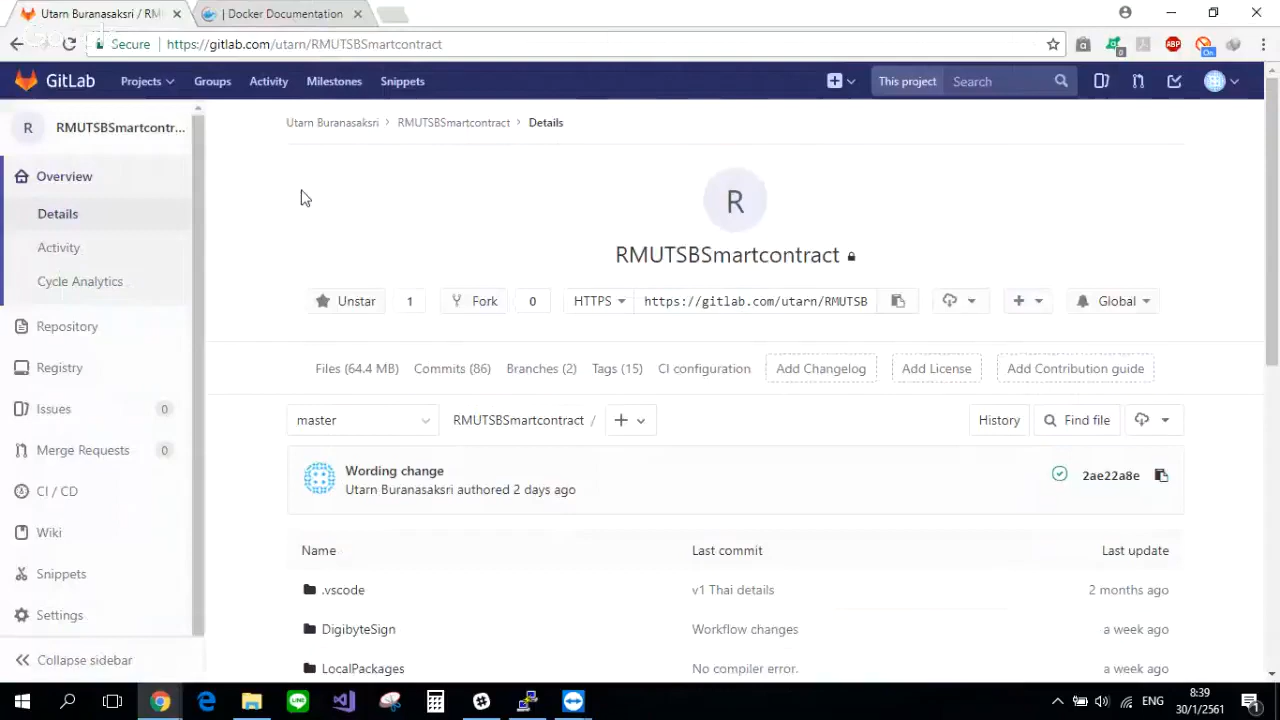 Utarn Buranasaksri / RM
Docker Documentation
Secure
https://gitlab.com/utarn/RMUTSBSmartcontract
ABP
0
On
GitLab
Projects
Groups
Activity
Milestones
Snippets
This project
Search
R
RMUTSBSmartcontr...
Overview
Details
Activity
Cycle Analytics
Repository
Registry
Issues
0
Merge Requests
0
CI / CD
Wiki
Snippets
Settings
Collapse sidebar
Utarn Buranasaksri > RMUTSBSmartcontract > Details
R
RMUTSBSmartcontract
Unstar
1
Fork
0
HTTPS
https://gitlab.com/utarn/RMUTSB
Global
Files (64.4 MB)
Commits (86)
Branches (2)
Tags (15)
CI configuration
Add Changelog
Add License
Add Contribution guide
master
RMUTSBSmartcontract /
History
Find file
Wording change
Utarn Buranasaksri authored 2 days ago
2ae22a8e
Name
Last commit
Last update
.vscode
v1 Thai details
2 months ago
DigibyteSign
Workflow changes
a week ago
LocalPackages
No compiler error.
a week ago
LINE
ENG
8:39
30/1/2561
1